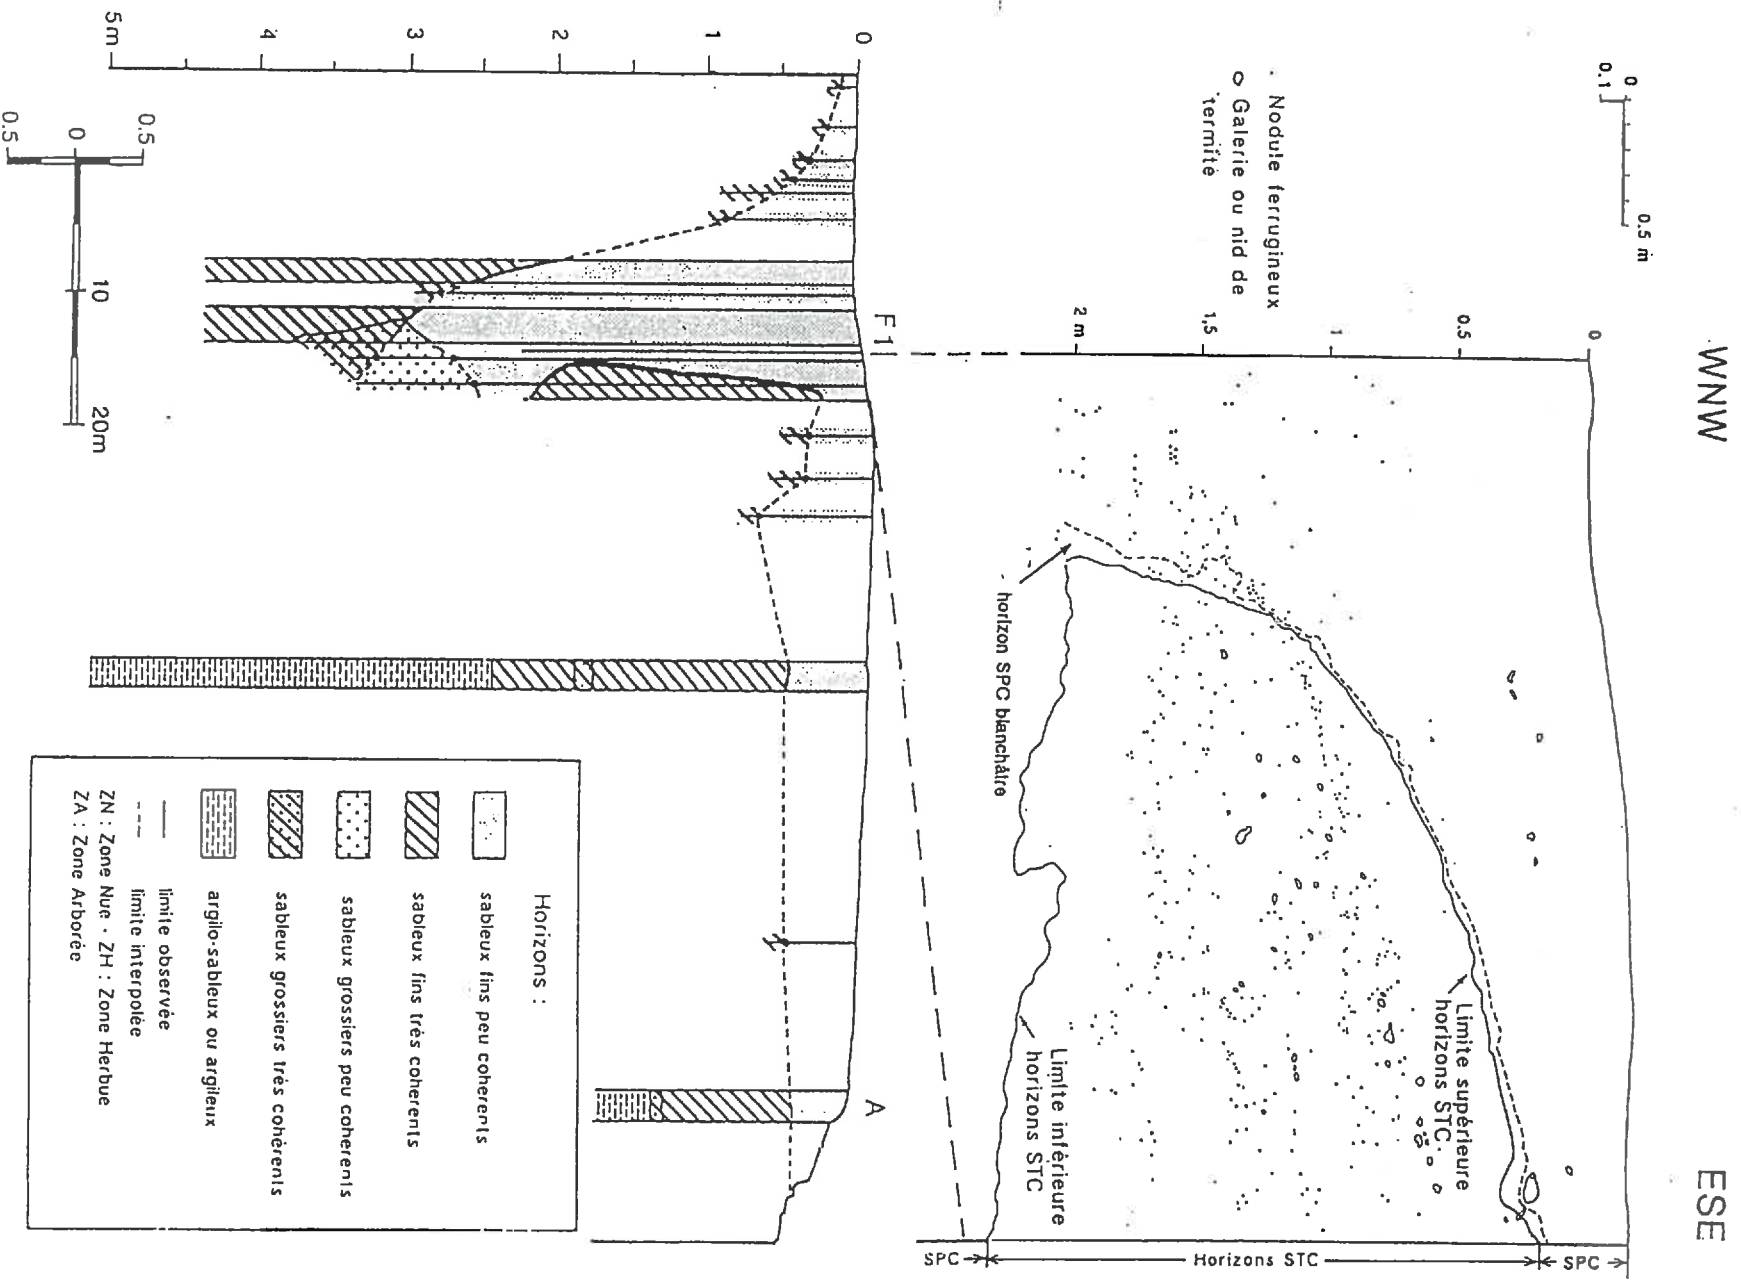 WNW
ESE
0
0.1
0.5 m
· Nodule ferrugineux
Galerie ou nid de
termite
0
0.5
1
1.5
2 m
horizon SPC blanchâtre
Limite supérieure
horizons STC
Limite inférieure
horizons STC
SPC
Horizons STC
SPC
F1
A
0
1
2
3
4
5m
0.5
0
0.5
10
20m
Horizons :
sableux fins peu coherents
sableux fins très coherents
sableux grossiers peu coherents
sableux grossiers très cohérents
argilo-sableux ou argileux
limite observée
limite interpolée
ZN : Zone Nue - ZH : Zone Herbue
ZA : Zone Arborée